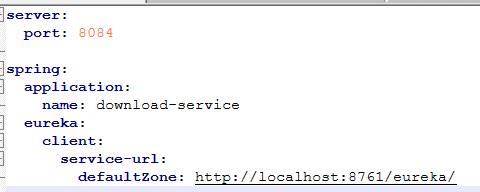 server:
  port: 8084

spring:
  application:
    name: download-service
  eureka:
    client:
      service-url:
        defaultZone: http://localhost:8761/eureka/